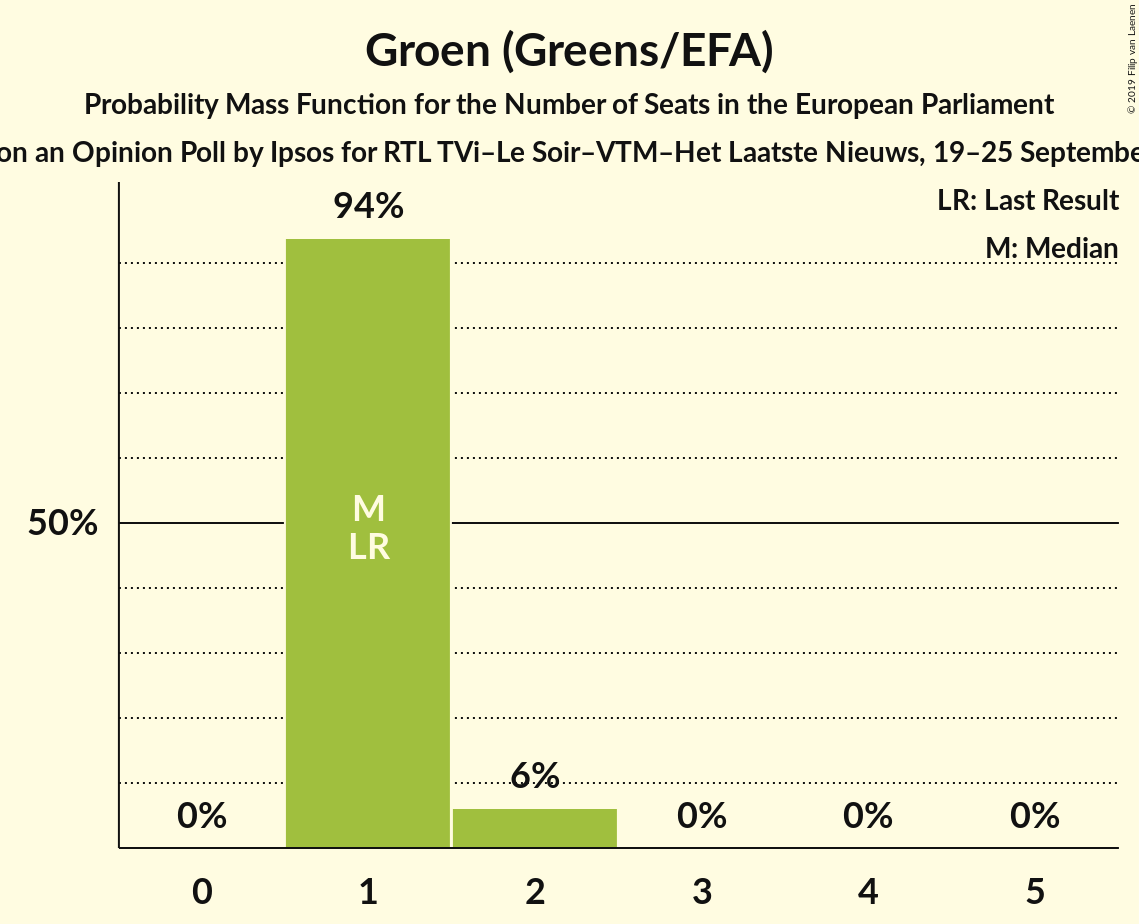 Groen (Greens/EFA)
Probability Mass Function for the Number of Seats in the European Parliament
on an Opinion Poll by Ipsos for RTL TVi–Le Soir–VTM–Het Laatste Nieuws, 19–25
© 2019 Filip van Laenen
LR: Last Result
M: Median
94%
M
LR
50%
6%
0%
0%
0%
0%
0 1 2 3 4 5